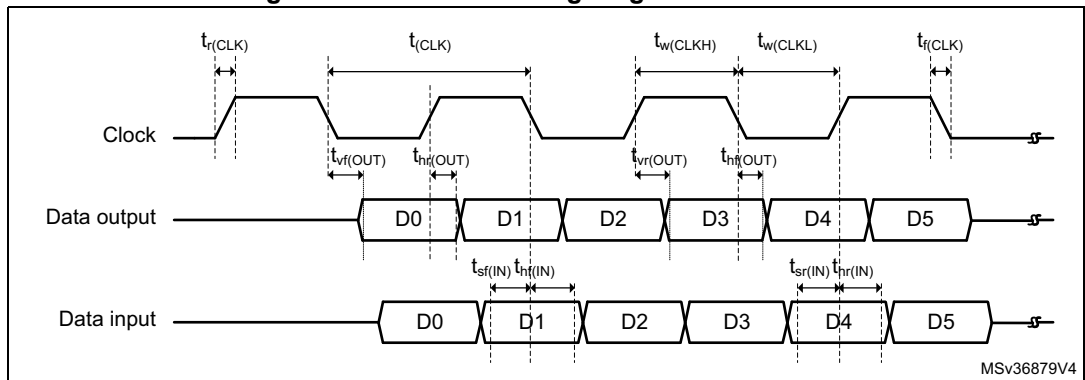 t_r(CLK) t_(CLK) t_w(CLKH) t_w(CLKL) t_f(CLK)
Clock
t_vf(OUT) t_hr(OUT) t_vr(OUT) t_hf(OUT)
Data output D0 D1 D2 D3 D4 D5
t_sf(IN) t_hf(IN) t_sr(IN) t_hr(IN)
Data input D0 D1 D2 D3 D4 D5
MSv36879V4